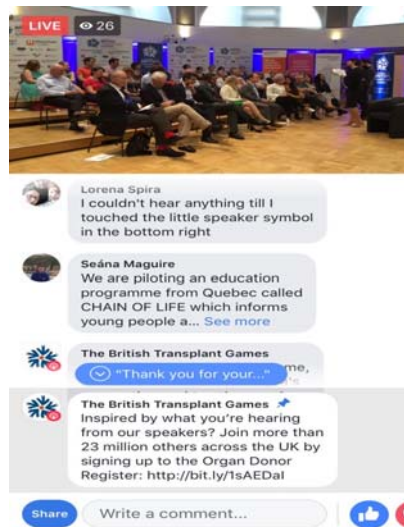 LIVE 26
Lorena Spira
I couldn't hear anything till I
touched the little speaker symbol
in the bottom right
Seána Maguire
We are piloting an education
programme from Quebec called
CHAIN OF LIFE which informs
young people a... See more
The British Transplant Games
me,
"Thank you for your..."
's
The British Transplant Games
Inspired by what you're hearing
from our speakers? Join more than
23 million others across the UK by
signing up to the Organ Donor
Register: http://bit.ly/1sAEDaI
Share Write a comment...